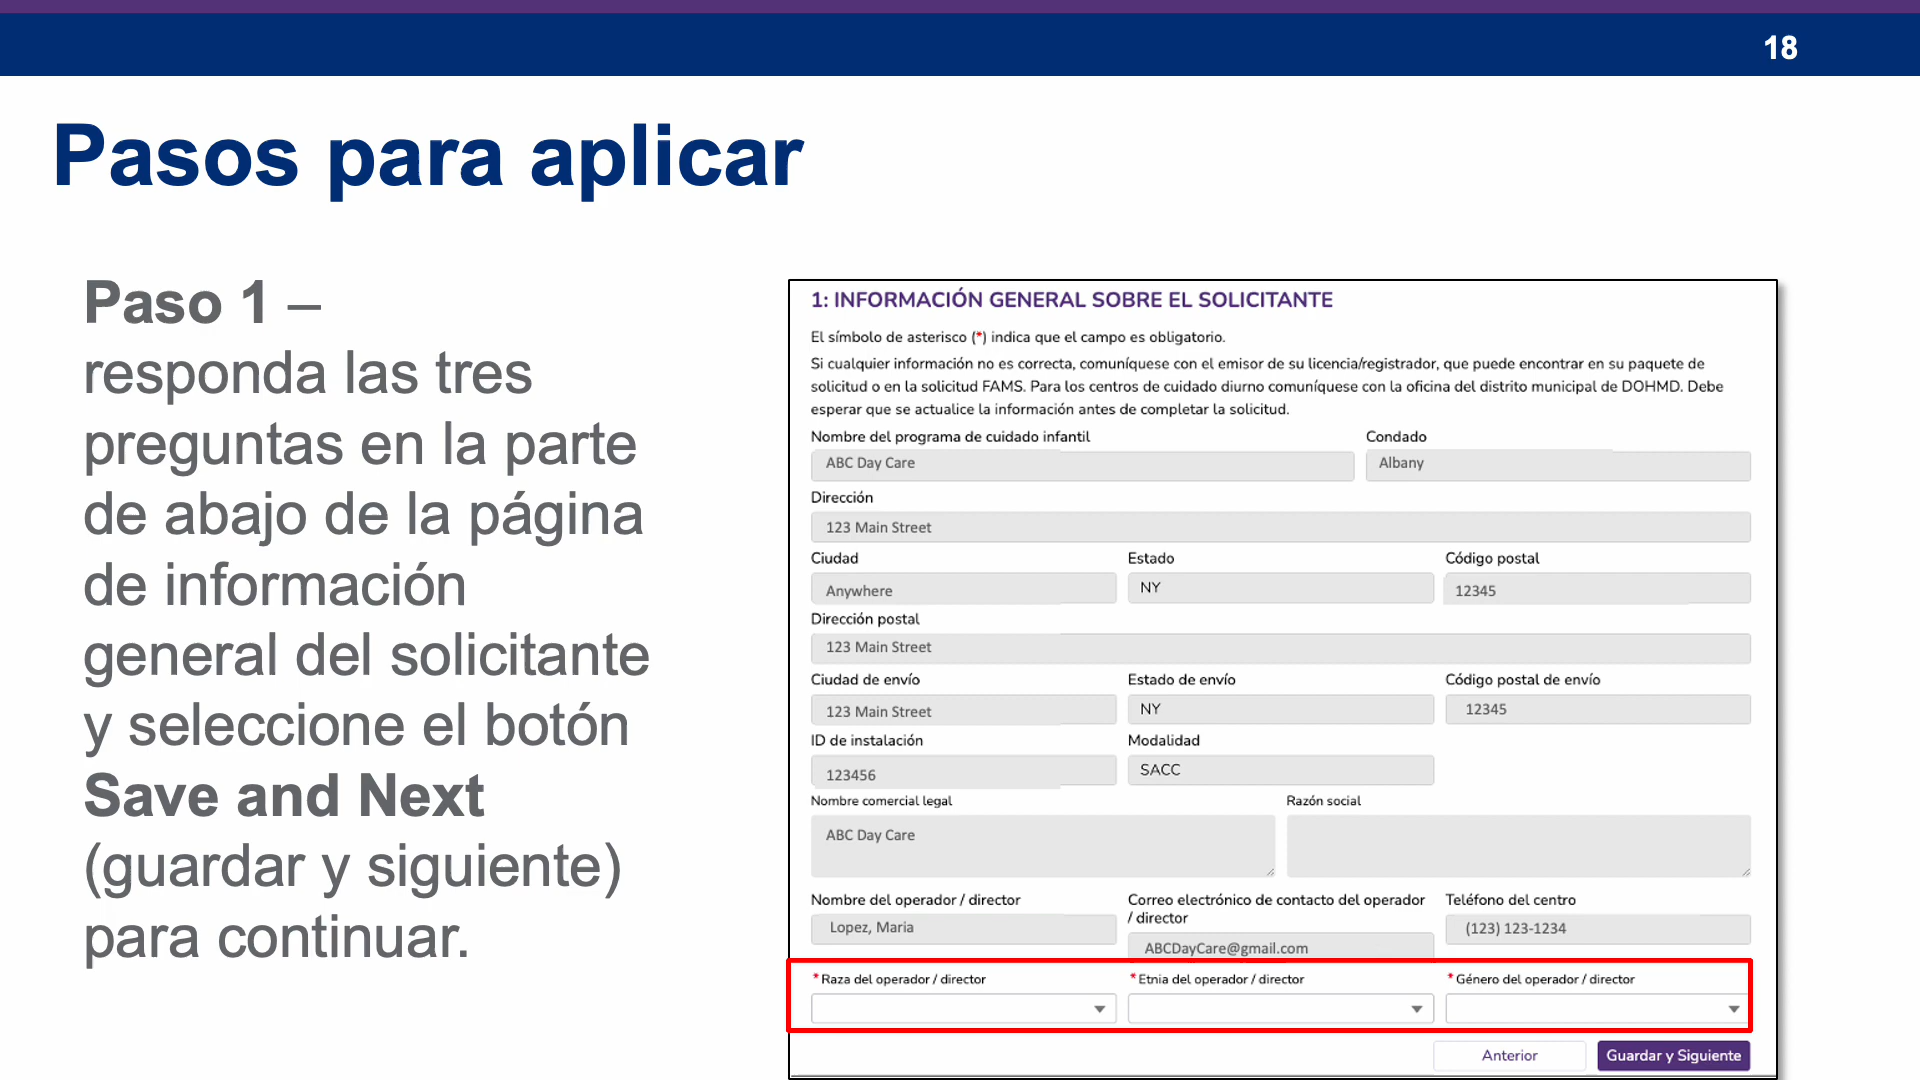 18
Pasos para aplicar
Paso 1 –
responda las tres
preguntas en la parte
de abajo de la página
de información
general del solicitante
y seleccione el botón
Save and Next
(guardar y siguiente)
para continuar.
1: INFORMACIÓN GENERAL SOBRE EL SOLICITANTE
El símbolo de asterisco (*) indica que el campo es obligatorio.
Si cualquier información no es correcta, comuníquese con el emisor de su licencia/registrador, que puede encontrar en su paquete de
solicitud o en la solicitud FAMS. Para los centros de cuidado diurno comuníquese con la oficina del distrito municipal de DOHMD. Debe
esperar que se actualice la información antes de completar la solicitud.
Nombre del programa de cuidado infantil Condado
ABC Day Care Albany
Dirección
123 Main Street
Ciudad Estado Código postal
Anywhere NY 12345
Dirección postal
123 Main Street
Ciudad de envío Estado de envío Código postal de envío
123 Main Street NY 12345
ID de instalación Modalidad
123456 SACC
Nombre comercial legal Razón social
ABC Day Care
Nombre del operador / director Correo electrónico de contacto del operador Teléfono del centro
/ director
Lopez, Maria ABCDayCare@gmail.com (123) 123-1234
*Raza del operador / director *Etnia del operador / director *Género del operador / director
Anterior Guardar y Siguiente